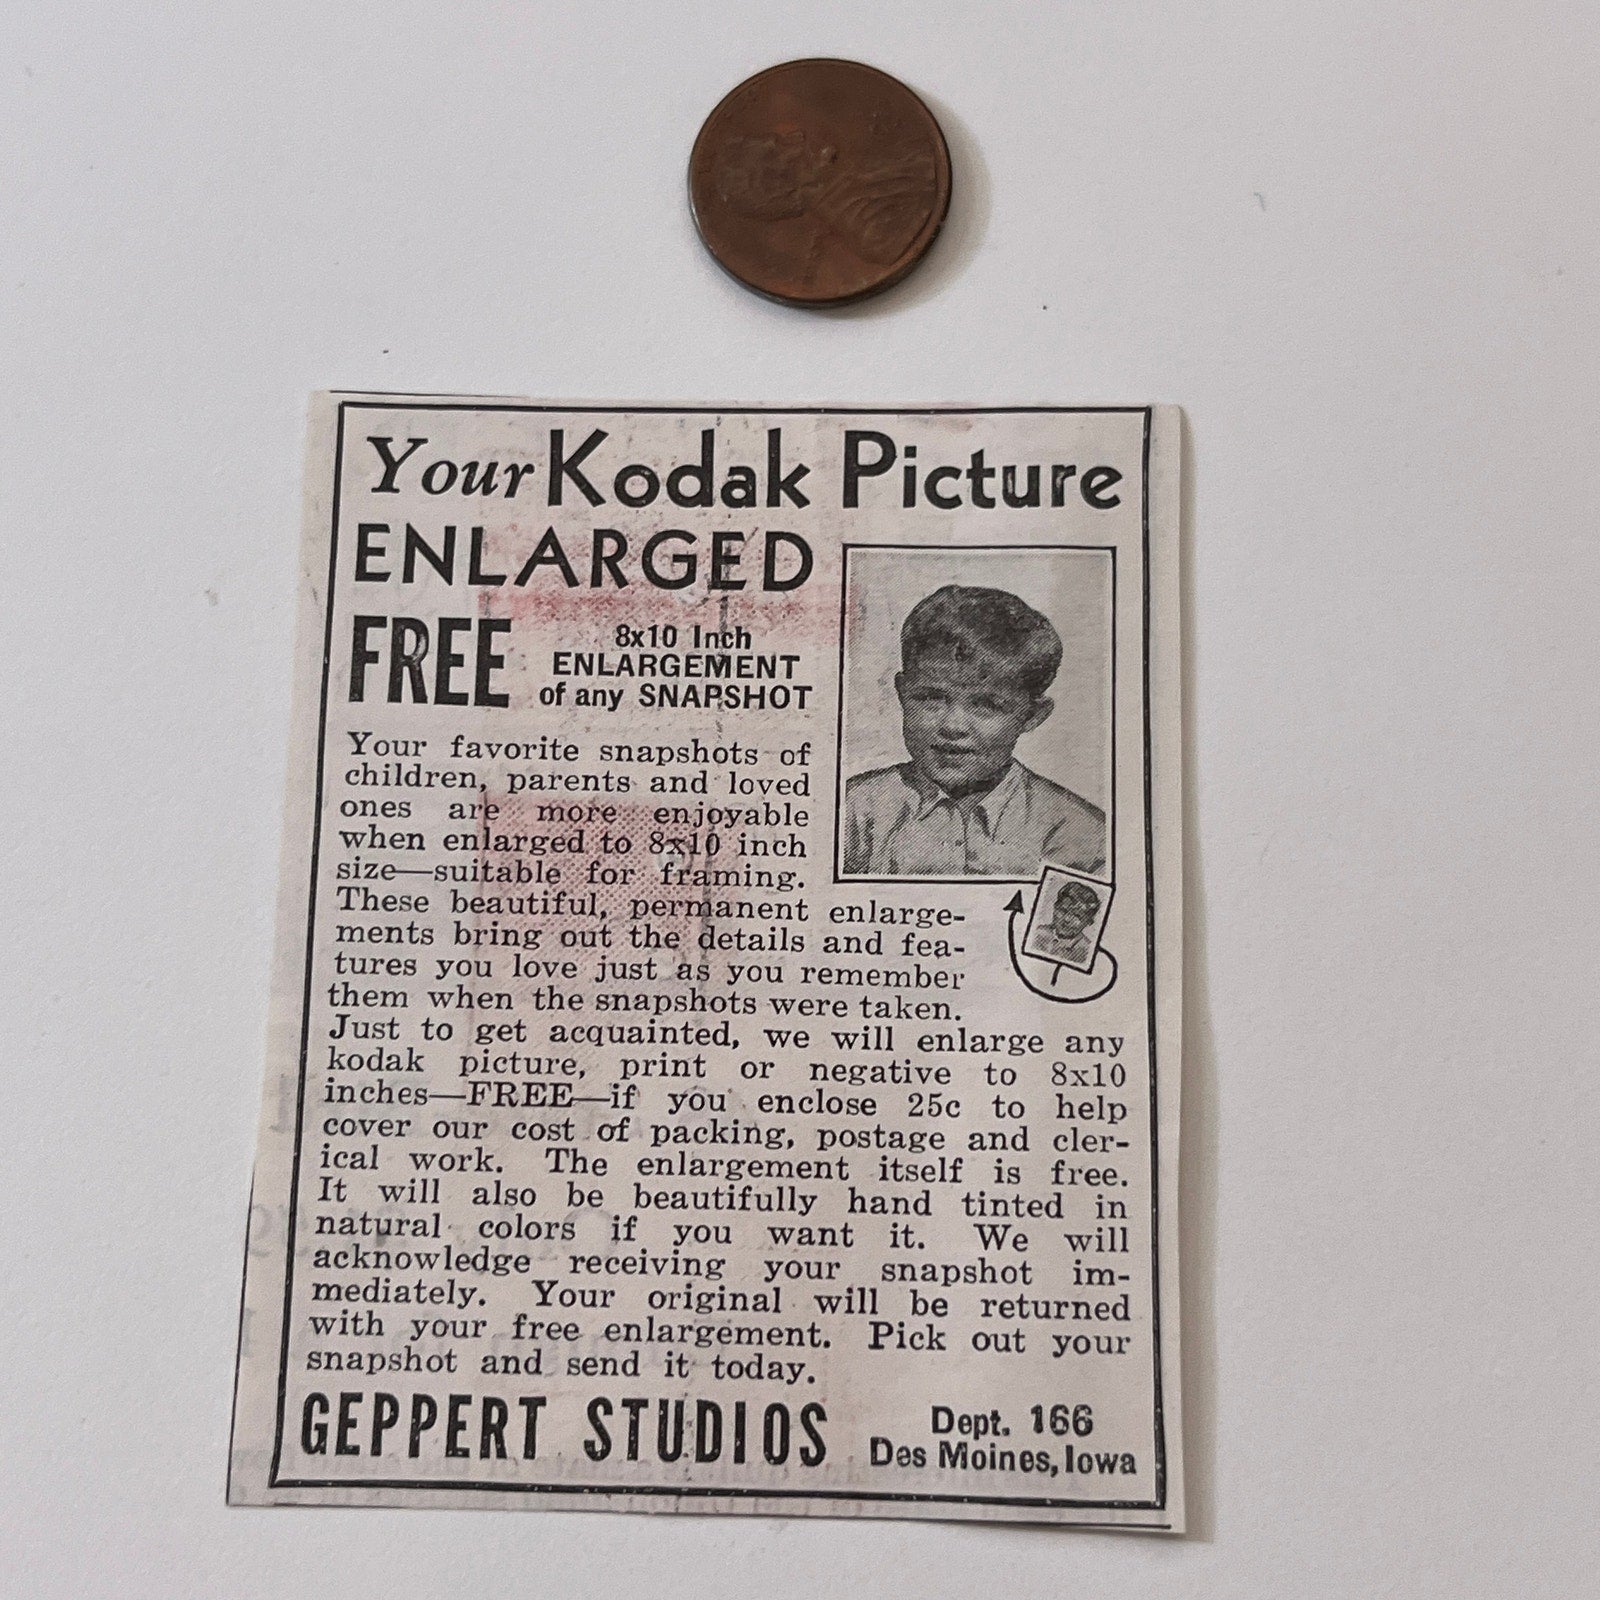 Your Kodak Picture
ENLARGED
FREE
8x10 Inch
ENLARGEMENT
of any SNAPSHOT
Your favorite snapshots of
children, parents and loved
ones are more enjoyable
when enlarged to 8x10 inch
size—suitable for framing.
These beautiful, permanent enlarge-
ments bring out the details and fea-
tures you love just as you remember
them when the snapshots were taken.
Just to get acquainted, we will enlarge any
kodak picture, print or negative to 8x10
inches—FREE—if you enclose 25c to help
cover our cost of packing, postage and cler-
ical work. The enlargement itself is free.
It will also be beautifully hand tinted in
natural colors if you want it. We will
acknowledge receiving your snapshot im-
mediately. Your original will be returned
with your free enlargement. Pick out your
snapshot and send it today.
GEPPERT STUDIOS
Dept. 166
Des Moines, Iowa